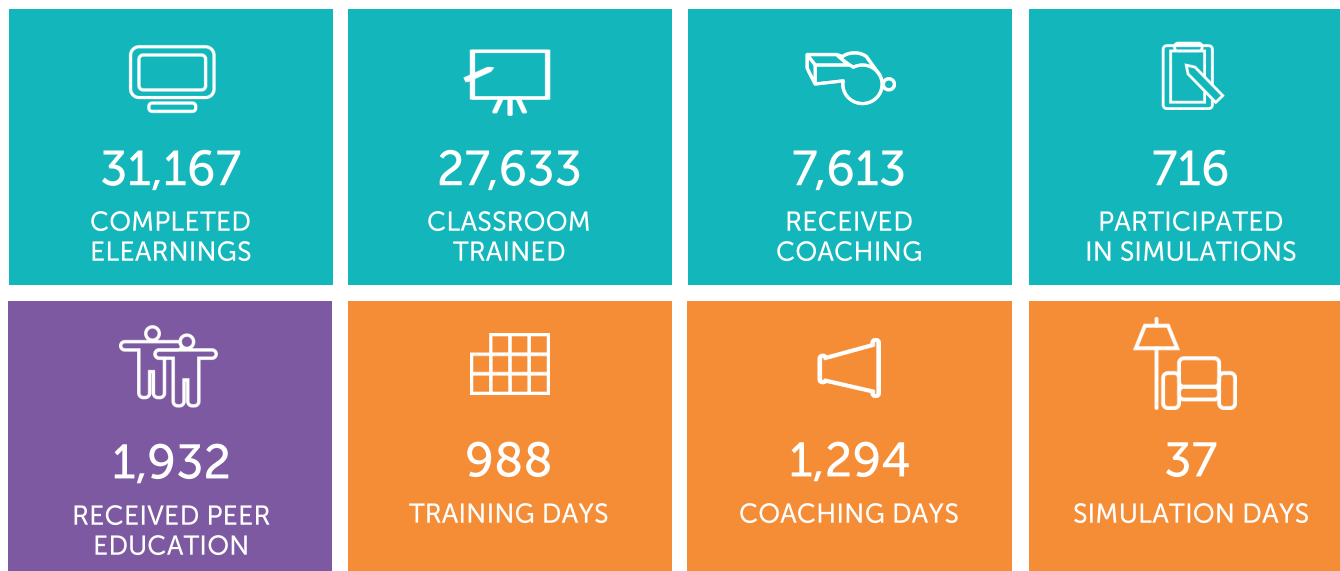 31,167
COMPLETED
ELEARNINGS
27,633
CLASSROOM
TRAINED
7,613
RECEIVED
COACHING
716
PARTICIPATED
IN SIMULATIONS
1,932
RECEIVED PEER
EDUCATION
988
TRAINING DAYS
1,294
COACHING DAYS
37
SIMULATION DAYS